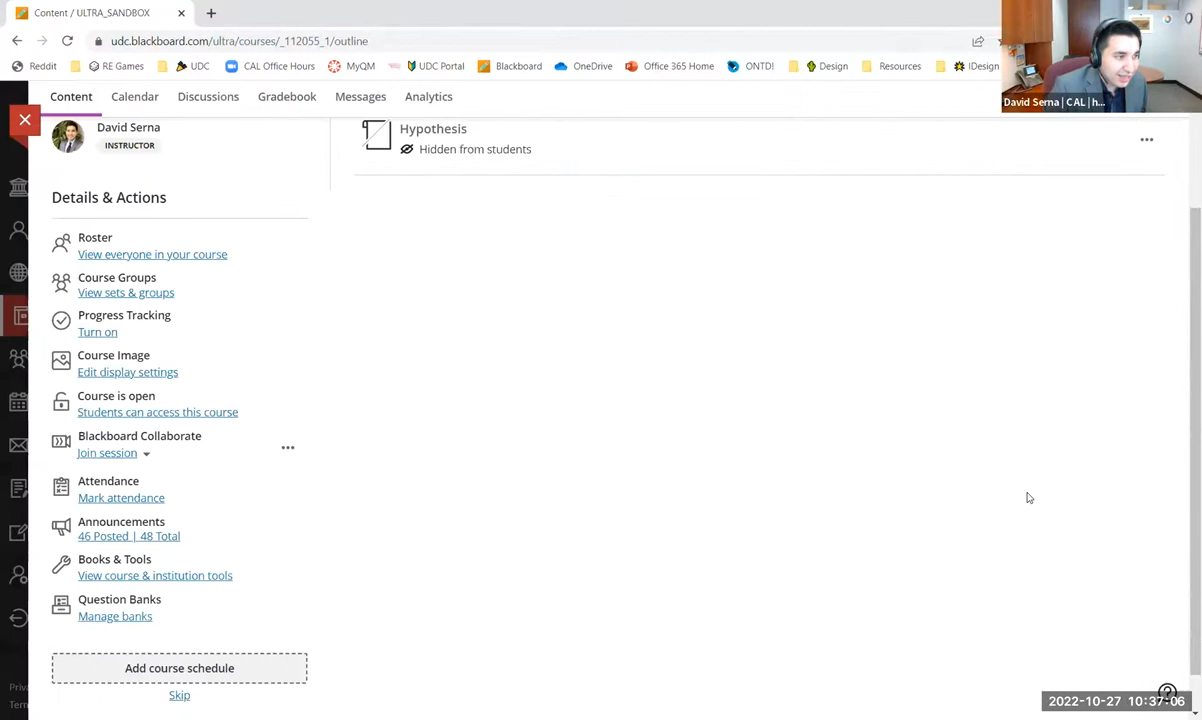 Content / ULTRA_SANDBOX
udc.blackboard.com/ultra/courses/_112055_1/outline
Reddit RE Games UDC CAL Office Hours MyQM UDC Portal Blackboard OneDrive Office 365 Home ONTD! Design Resources IDesign
David Serna | CAL | h...
Content Calendar Discussions Gradebook Messages Analytics
David Serna
INSTRUCTOR
Hypothesis
Hidden from students
Details & Actions
Roster
View everyone in your course
Course Groups
View sets & groups
Progress Tracking
Turn on
Course Image
Edit display settings
Course is open
Students can access this course
Blackboard Collaborate
Join session
Attendance
Mark attendance
Announcements
46 Posted | 48 Total
Books & Tools
View course & institution tools
Question Banks
Manage banks
Add course schedule
Skip
Priva
Term
2022-10-27 10:37:06